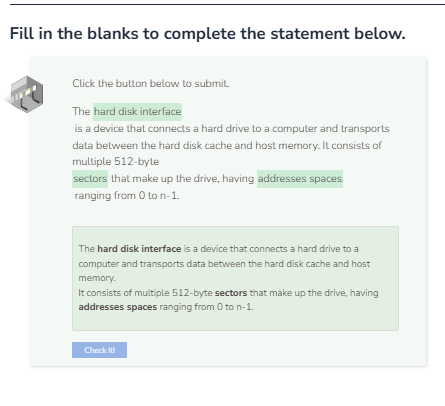 Fill in the blanks to complete the statement below.
Click the button below to submit.
The hard disk interface
is a device that connects a hard drive to a computer and transports
data between the hard disk cache and host memory. It consists of
multiple 512-byte
sectors that make up the drive, having addresses spaces
ranging from 0 to n-1.
The hard disk interface is a device that connects a hard drive to a
computer and transports data between the hard disk cache and host
memory.
It consists of multiple 512-byte sectors that make up the drive, having
addresses spaces ranging from 0 to n-1.
Check It!